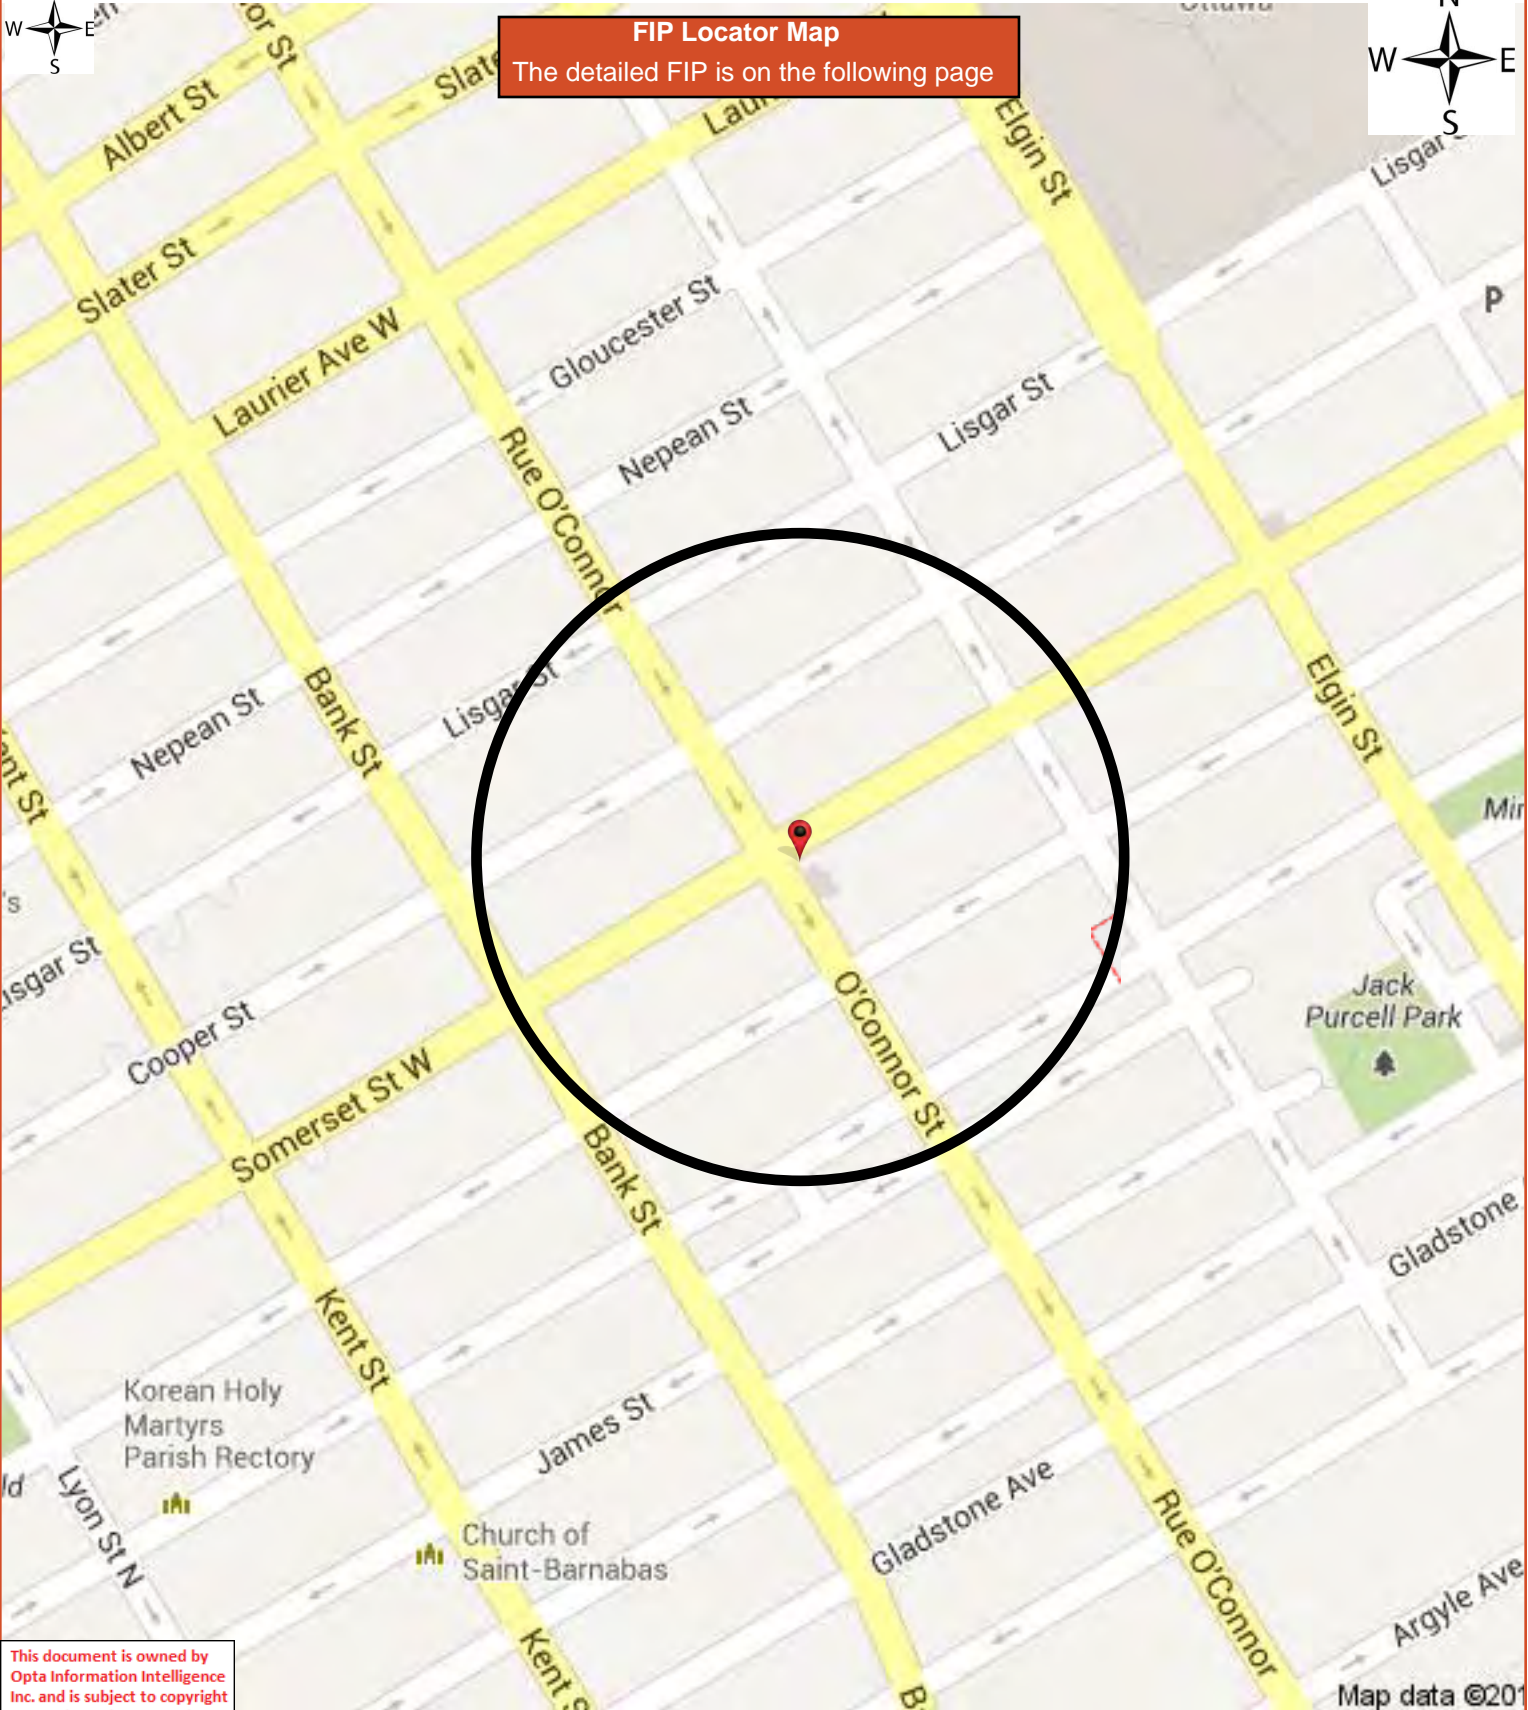 W E
S
FIP Locator Map
The detailed FIP is on the following page
N
W E
S
Albert St
Elgin St
Slater St
Laurier Ave W
Gloucester St
Nepean St
Lisgar St
P
Rue O'Connor
Bank St
Nepean St
Lisgar St
Elgin St
Cooper St
Somerset St W
O'Connor St
Jack
Purcell Park
Bank St
Gladstone
Kent St
Korean Holy
Martyrs
Parish Rectory
James St
Lyon St N
Church of
Saint-Barnabas
Gladstone Ave
Rue O'Connor
Argyle Ave
This document is owned by
Opta Information Intelligence
Inc. and is subject to copyright
Map data ©201